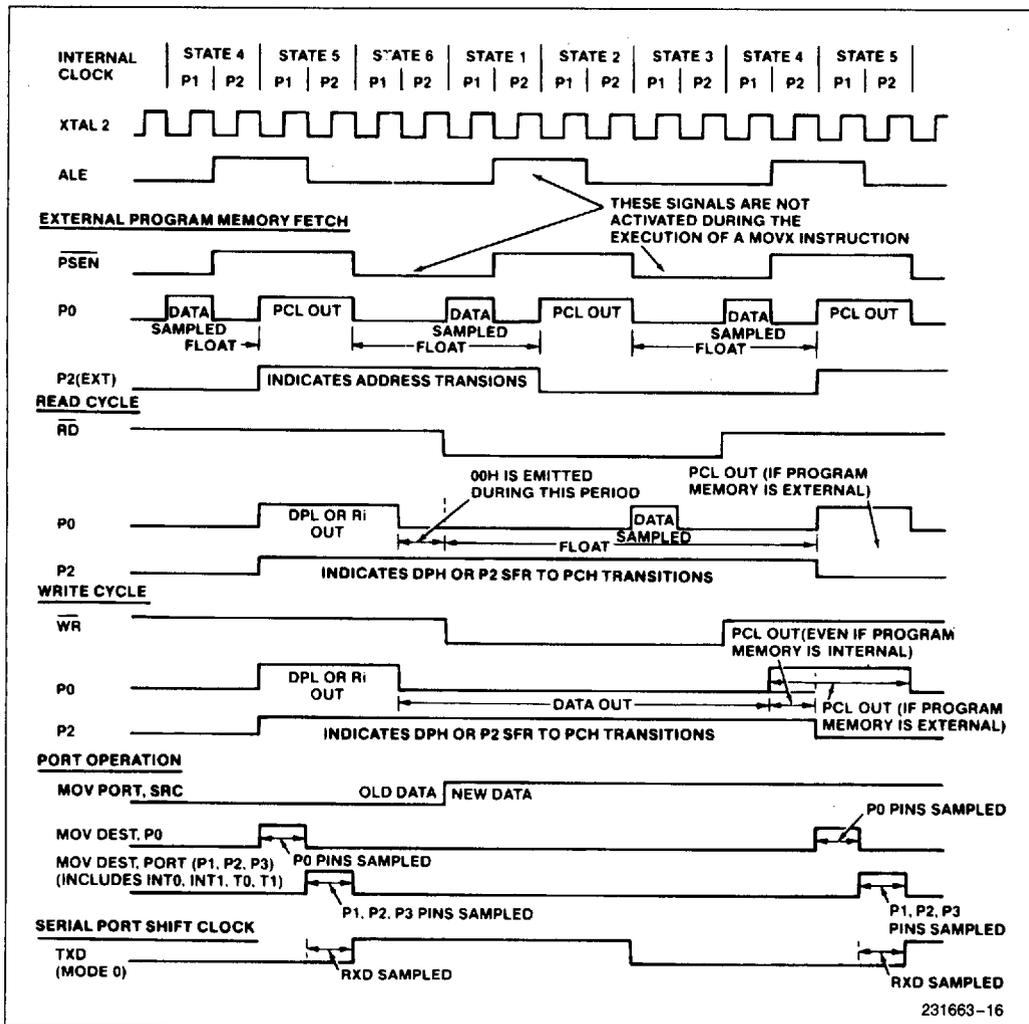 INTERNAL CLOCK
STATE 4 STATE 5 STATE 6 STATE 1 STATE 2 STATE 3 STATE 4 STATE 5
P1 P2 P1 P2 P1 P2 P1 P2 P1 P2 P1 P2 P1 P2 P1 P2
XTAL 2
ALE
THESE SIGNALS ARE NOT
ACTIVATED DURING THE
EXECUTION OF A MOVX INSTRUCTION
EXTERNAL PROGRAM MEMORY FETCH
PSEN
P0
DATA PCL OUT DATA PCL OUT DATA PCL OUT
SAMPLED SAMPLED SAMPLED
FLOAT FLOAT FLOAT
P2(EXT) INDICATES ADDRESS TRANSIONS
READ CYCLE
RD
00H IS EMITTED
DURING THIS PERIOD
PCL OUT (IF PROGRAM
MEMORY IS EXTERNAL)
P0
DPL OR Ri
OUT
DATA
SAMPLED
FLOAT
P2 INDICATES DPH OR P2 SFR TO PCH TRANSITIONS
WRITE CYCLE
WR
PCL OUT(EVEN IF PROGRAM
MEMORY IS INTERNAL)
P0
DPL OR Ri
OUT
DATA OUT
PCL OUT (IF PROGRAM
MEMORY IS EXTERNAL)
P2 INDICATES DPH OR P2 SFR TO PCH TRANSITIONS
PORT OPERATION
MOV PORT, SRC OLD DATA NEW DATA
P0 PINS SAMPLED
MOV DEST, P0
P0 PINS SAMPLED
MOV DEST, PORT (P1, P2, P3)
(INCLUDES INT0, INT1, T0, T1)
P1, P2, P3 PINS SAMPLED
P1, P2, P3
PINS SAMPLED
SERIAL PORT SHIFT CLOCK
TXD
(MODE 0)
RXD SAMPLED
RXD SAMPLED
231663–16